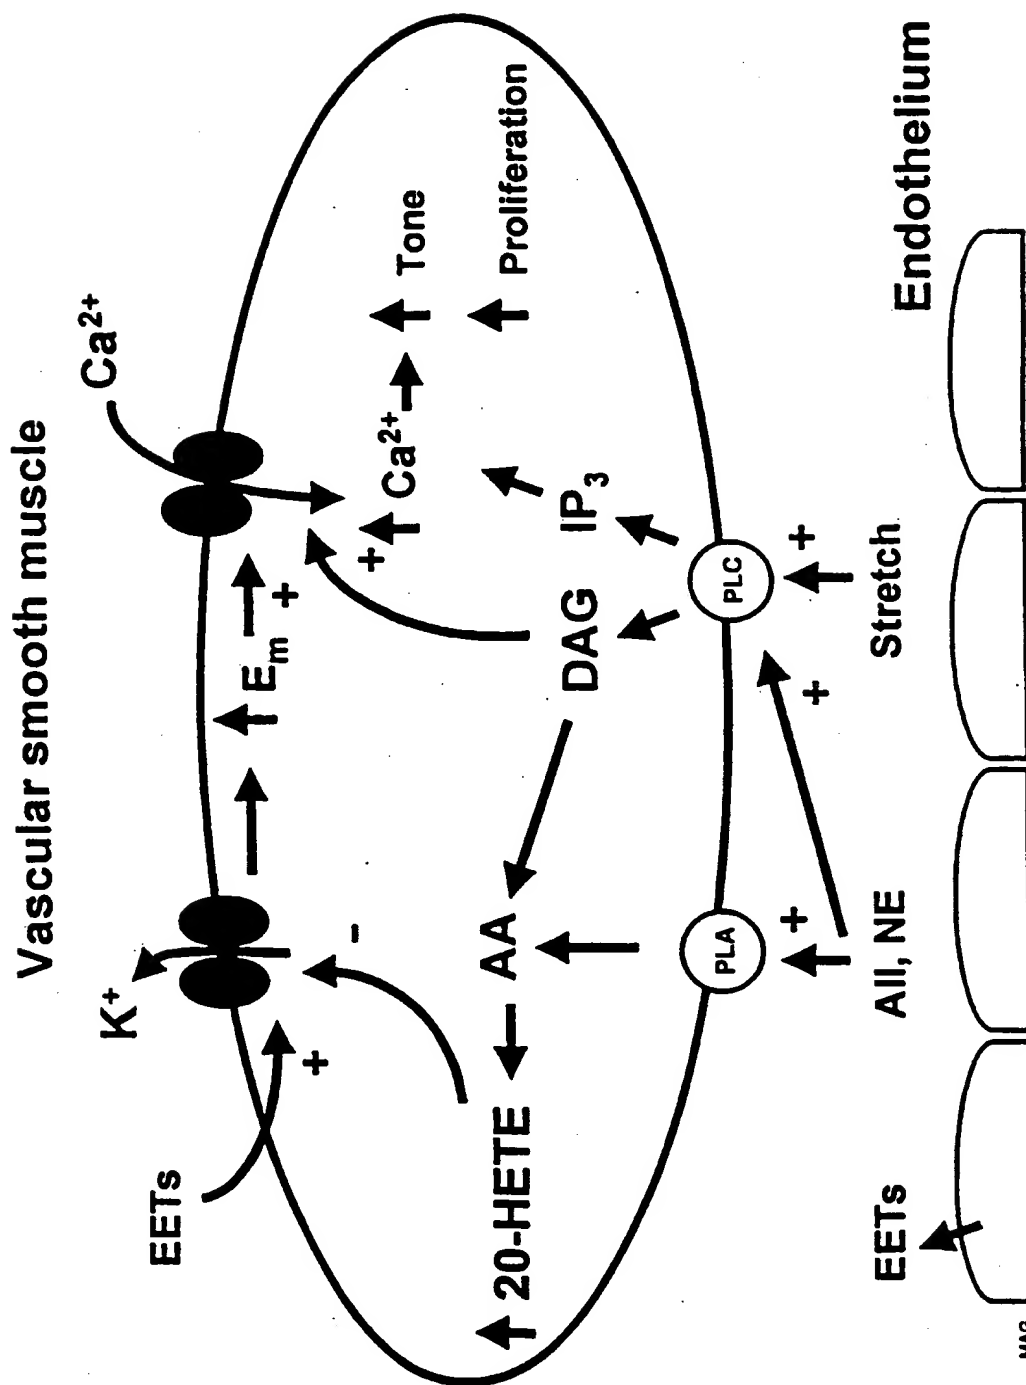 Vascular smooth muscle
K⁺
Ca²⁺
EETs
+
Eₘ
+
-
+
Ca²⁺
Tone
20-HETE
AA
DAG
IP₃
Proliferation
PLA
PLC
+
+
+
EETs
AII, NE
Stretch
Endothelium